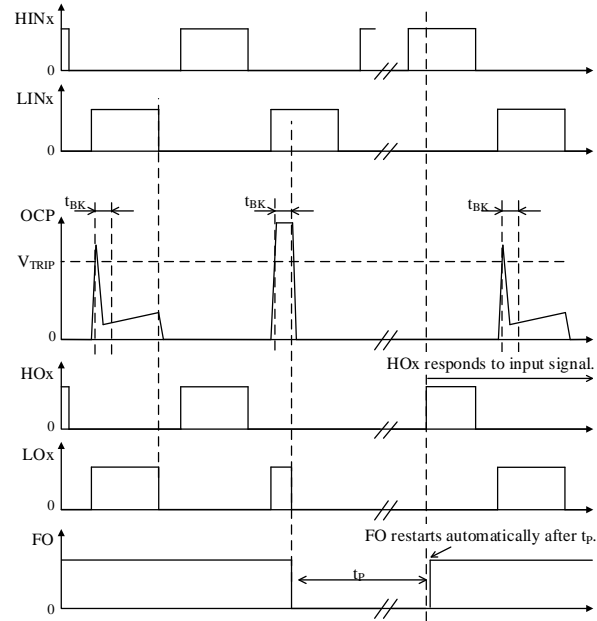 HINx
0
LINx
0
tBK
tBK
tBK
OCP
VTRIP
0
HOx
HOx responds to input signal.
0
LOx
0
FO
FO restarts automatically after tP.
tP
0